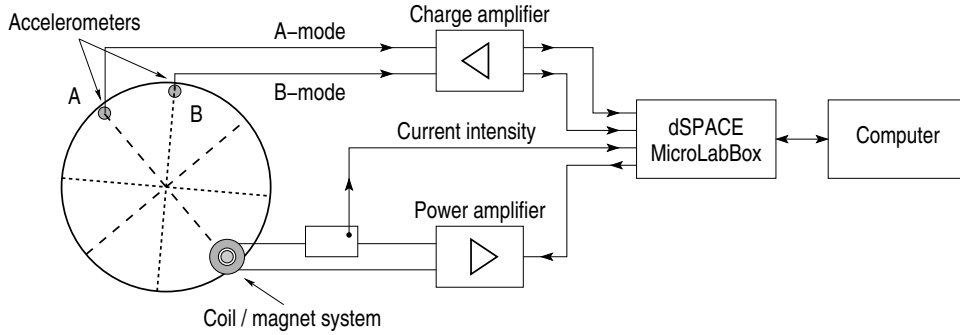 Accelerometers
A−mode
Charge amplifier
A
B
B−mode
Current intensity
dSPACE
MicroLabBox
Computer
Power amplifier
Coil / magnet system